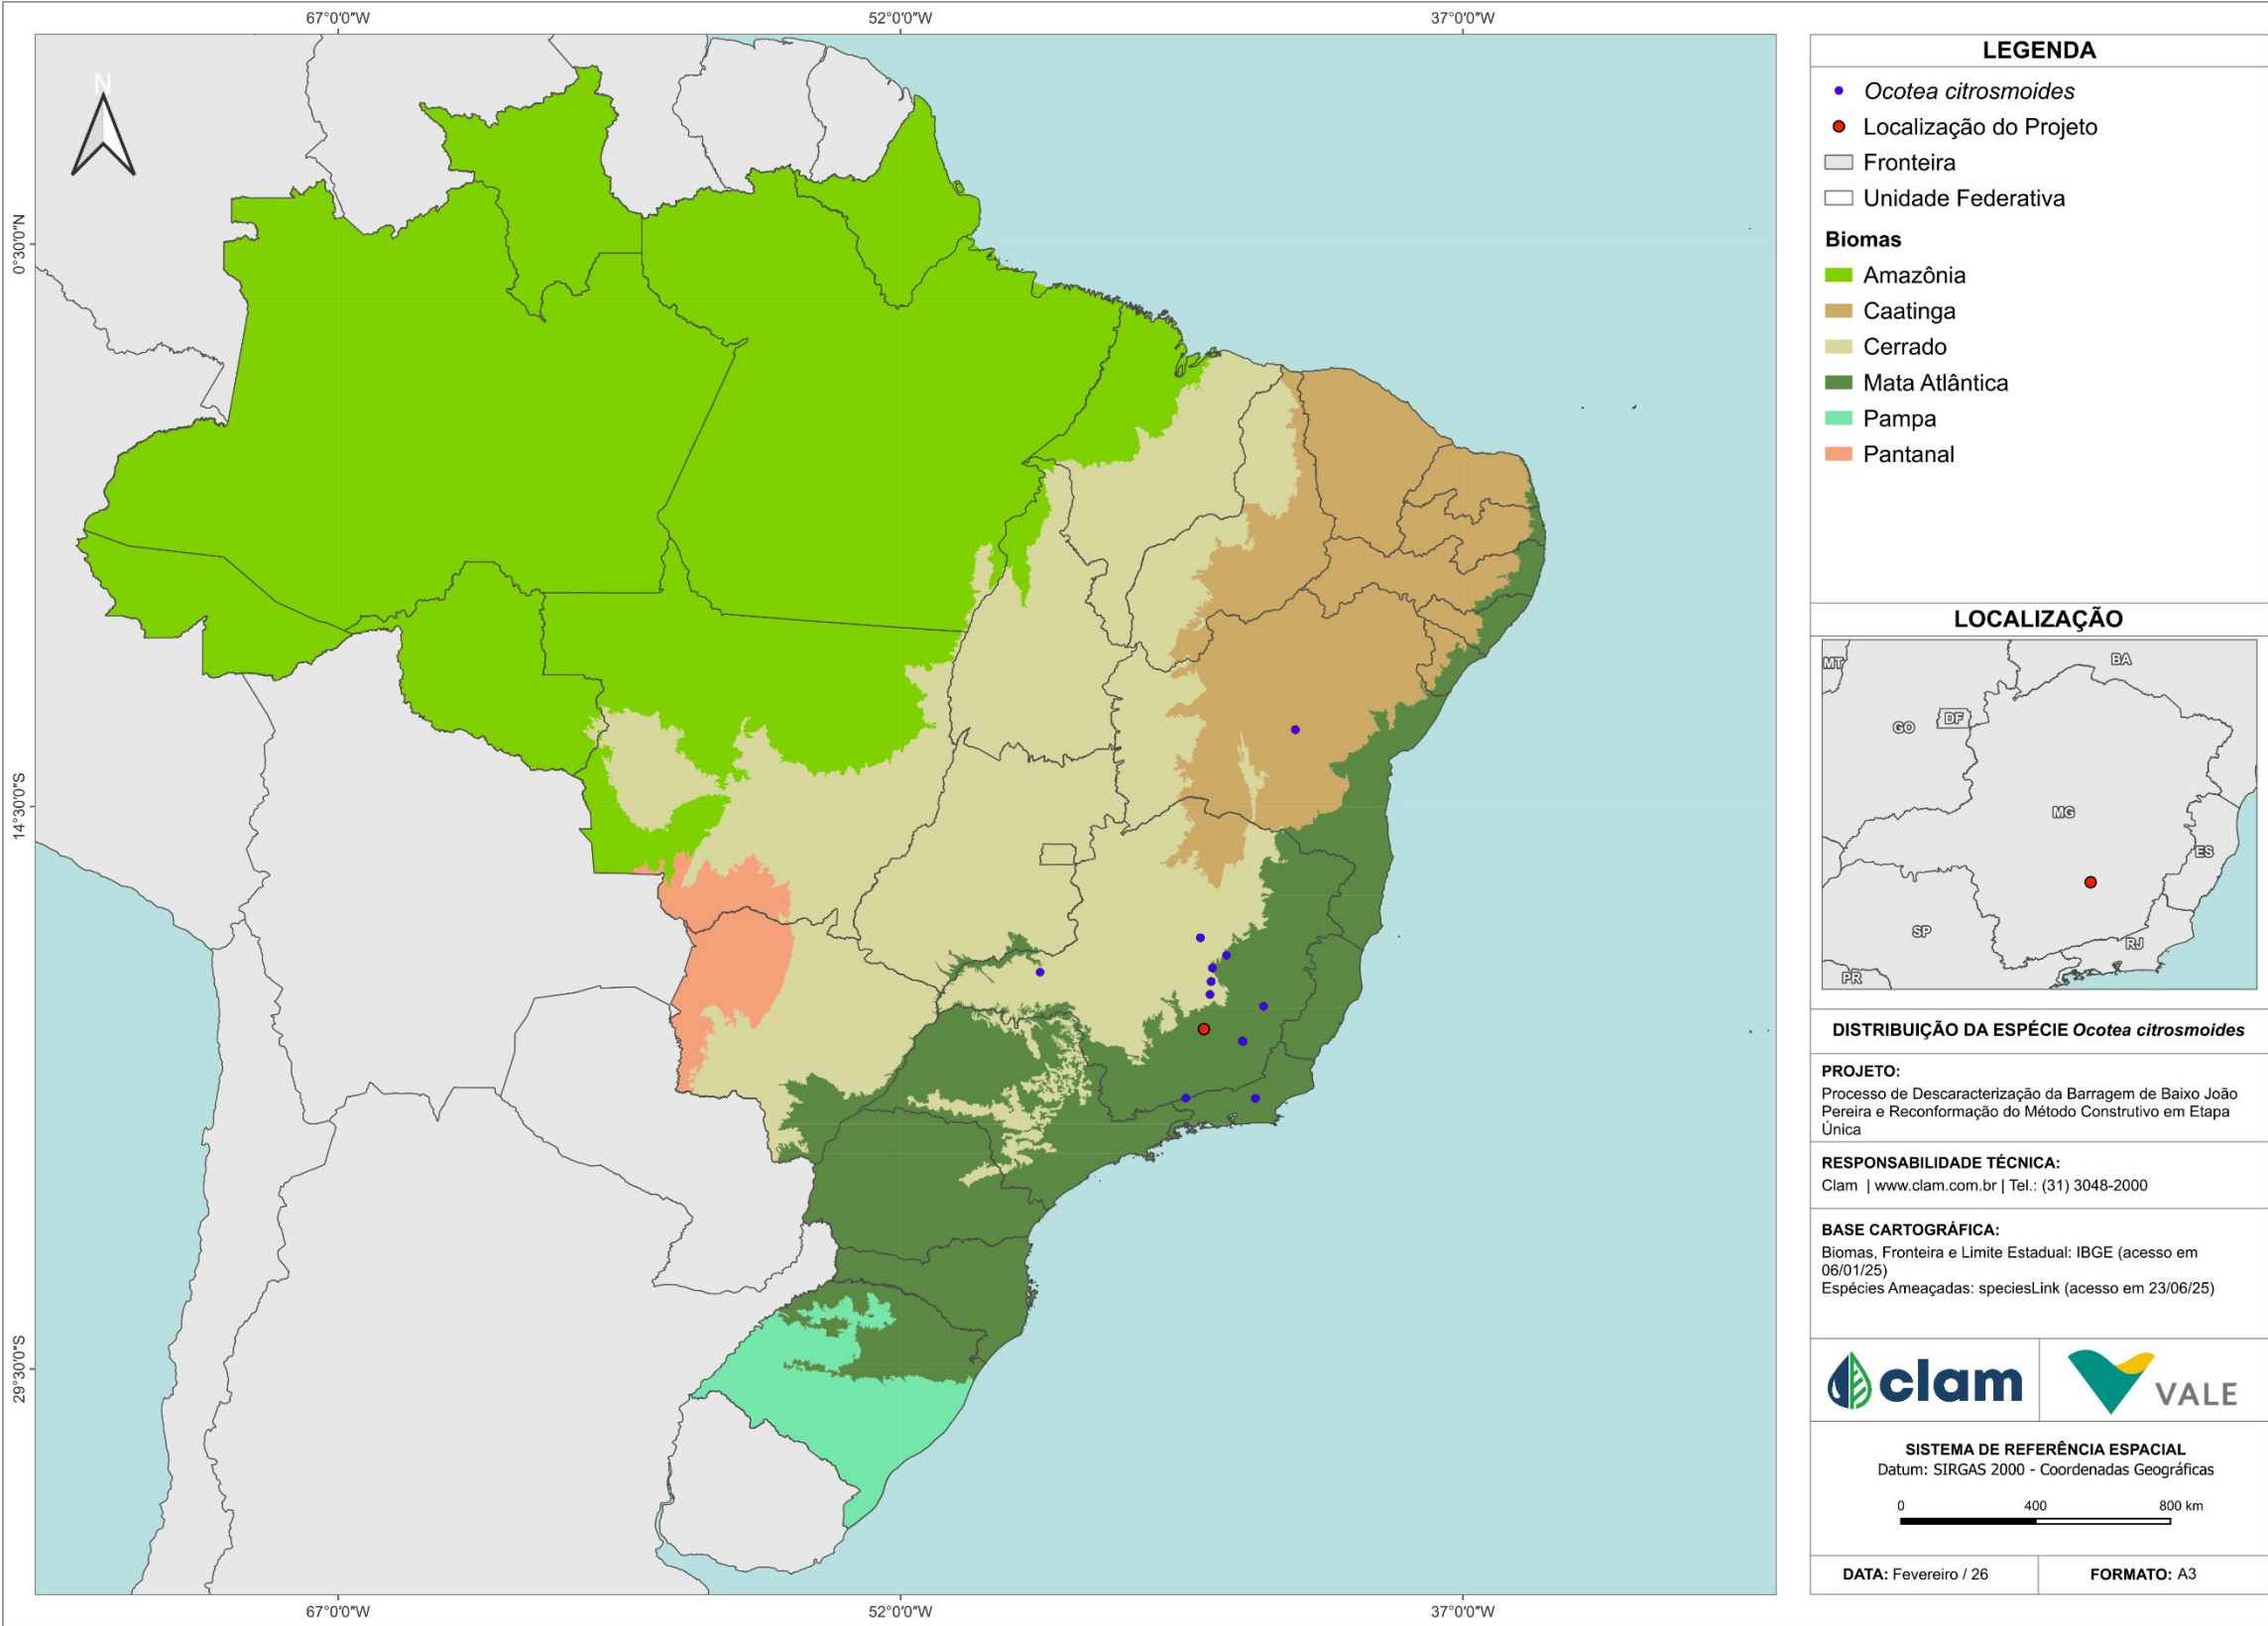 67°0'0"W 52°0'0"W 37°0'0"W
N
0°30'0"N
14°30'0"S
29°30'0"S
67°0'0"W 52°0'0"W 37°0'0"W
LEGENDA
Ocotea citrosmoides
Localização do Projeto
Fronteira
Unidade Federativa
Biomas
Amazônia
Caatinga
Cerrado
Mata Atlântica
Pampa
Pantanal
LOCALIZAÇÃO
MT
BA
GO
DF
MG
ES
SP
RJ
PR
DISTRIBUIÇÃO DA ESPÉCIE Ocotea citrosmoides
PROJETO:
Processo de Descaracterização da Barragem de Baixo João
Pereira e Reconformação do Método Construtivo em Etapa
Única
RESPONSABILIDADE TÉCNICA:
Clam | www.clam.com.br | Tel.: (31) 3048-2000
BASE CARTOGRÁFICA:
Biomas, Fronteira e Limite Estadual: IBGE (acesso em
06/01/25)
Espécies Ameaçadas: speciesLink (acesso em 23/06/25)
clam
VALE
SISTEMA DE REFERÊNCIA ESPACIAL
Datum: SIRGAS 2000 - Coordenadas Geográficas
0 400 800 km
DATA: Fevereiro / 26
FORMATO: A3